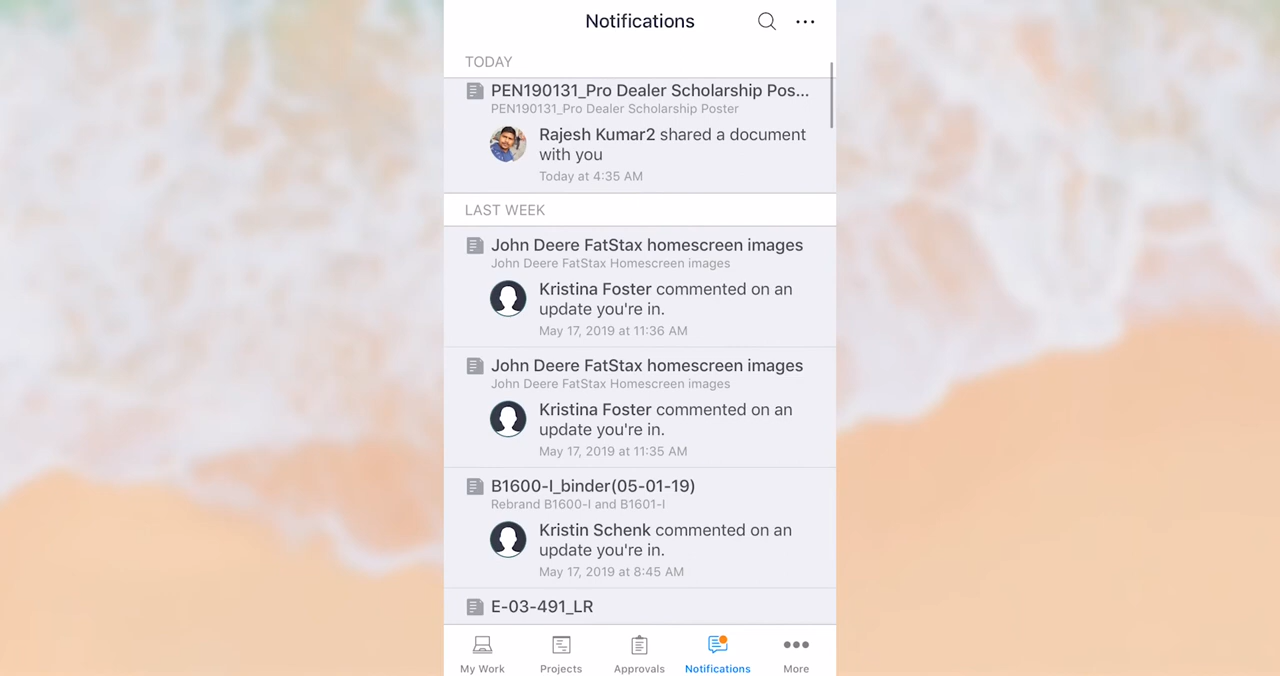 Notifications
TODAY
PEN190131_Pro Dealer Scholarship Pos...
PEN190131_Pro Dealer Scholarship Poster
Rajesh Kumar2 shared a document
with you
Today at 4:35 AM
LAST WEEK
John Deere FatStax homescreen images
John Deere FatStax Homescreen images
Kristina Foster commented on an
update you're in.
May 17, 2019 at 11:36 AM
John Deere FatStax homescreen images
John Deere FatStax Homescreen images
Kristina Foster commented on an
update you're in.
May 17, 2019 at 11:35 AM
B1600-I_binder(05-01-19)
Rebrand B1600-I and B1601-I
Kristin Schenk commented on an
update you're in.
May 17, 2019 at 8:45 AM
E-03-491_LR
My Work Projects Approvals Notifications More